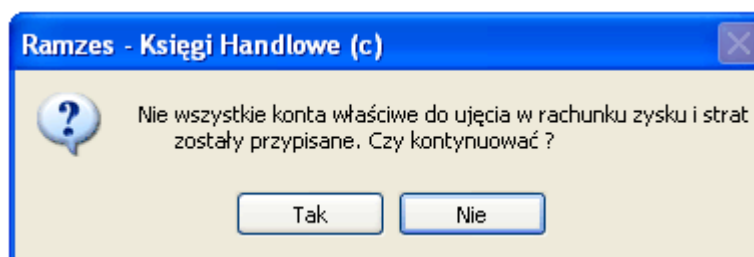 Ramzes - Księgi Handlowe (c)
Nie wszystkie konta właściwe do ujęcia w rachunku zysku i strat
zostały przypisane. Czy kontynuować ?
Tak
Nie